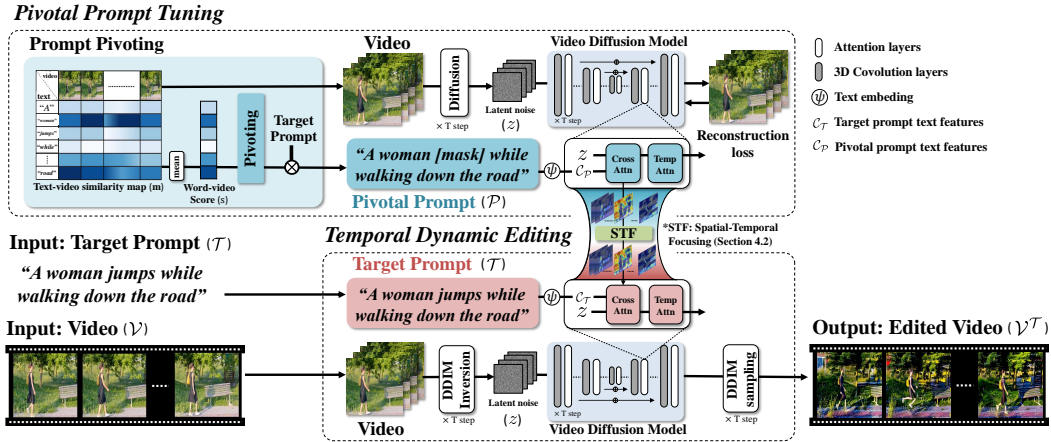 Pivotal Prompt Tuning
Prompt Pivoting
video
text
"A"
"woman"
"jumps"
"while"
"road"
Text-video similarity map (m)
mean
Word-video
Score (s)
Pivoting
Target
Prompt
Video
Diffusion
× T step
Latent noise
(z)
Video Diffusion Model
× T step
Reconstruction
loss
"A woman [mask] while
walking down the road"
Pivotal Prompt (P)
ψ
z
C_P
Cross
Attn
Temp
Attn
STF
*STF: Spatial-Temporal
Focusing (Section 4.2)
Attention layers
3D Covolution layers
ψ Text embeding
C_T Target prompt text features
C_P Pivotal prompt text features
Input: Target Prompt (T)
"A woman jumps while
walking down the road"
Input: Video (V)
Temporal Dynamic Editing
Target Prompt (T)
"A woman jumps while
walking down the road"
ψ
C_T
z
Cross
Attn
Temp
Attn
Video
DDIM
Inversion
× T step
Latent noise
(z)
× T step
Video Diffusion Model
DDIM
sampling
× T step
Output: Edited Video (V^T)